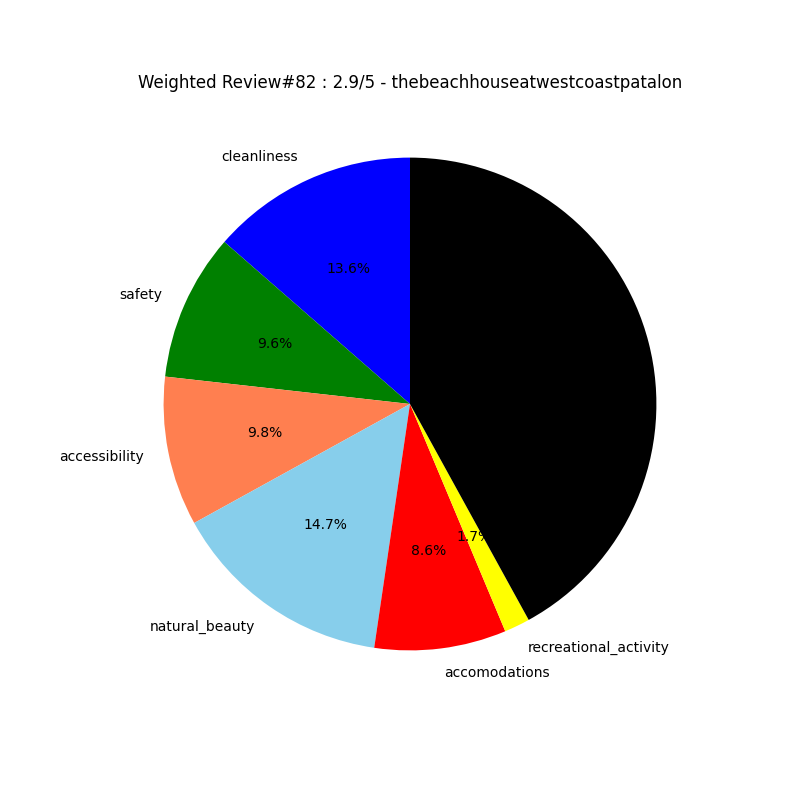 Weighted Review#82 : 2.9/5 - thebeachhouseatwestcoastpatalon
cleanliness
13.6%
safety
9.6%
accessibility
9.8%
natural_beauty
14.7%
accomodations
8.6%
recreational_activity
1.7%